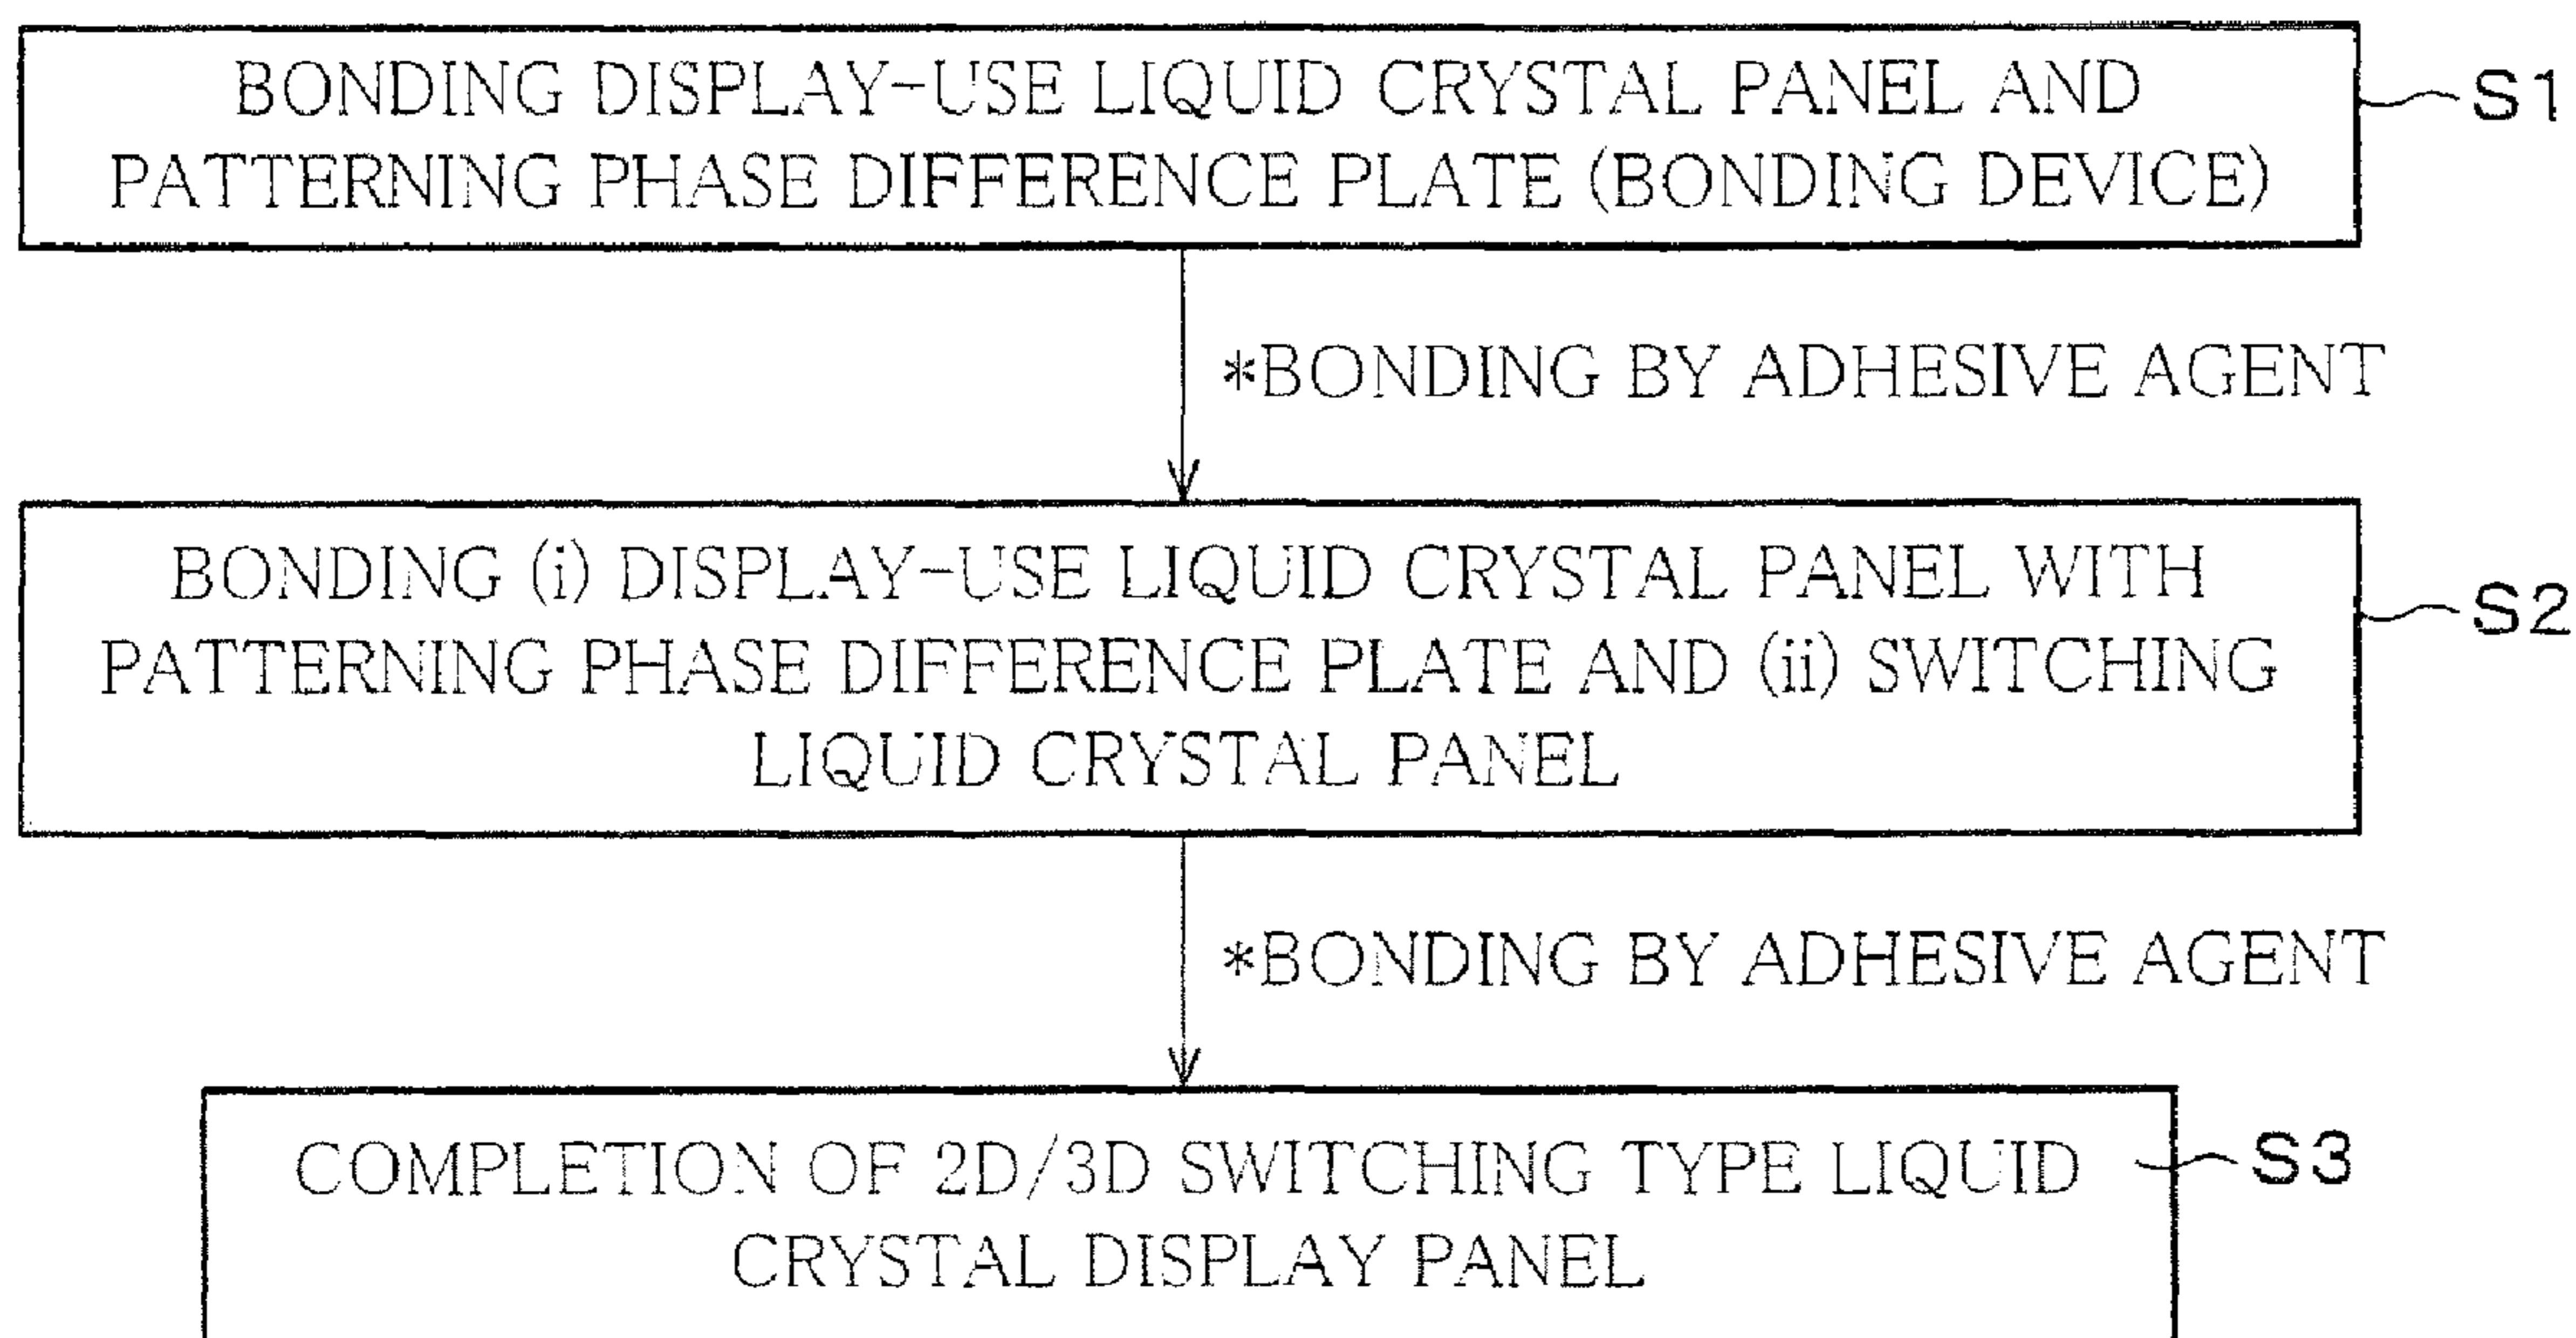 BONDING DISPLAY-USE LIQUID CRYSTAL PANEL AND
PATTERNING PHASE DIFFERENCE PLATE (BONDING DEVICE)
S1
*BONDING BY ADHESIVE AGENT
BONDING (i) DISPLAY-USE LIQUID CRYSTAL PANEL WITH
PATTERNING PHASE DIFFERENCE PLATE AND (ii) SWITCHING
LIQUID CRYSTAL PANEL
S2
*BONDING BY ADHESIVE AGENT
COMPLETION OF 2D/3D SWITCHING TYPE LIQUID
CRYSTAL DISPLAY PANEL
S3